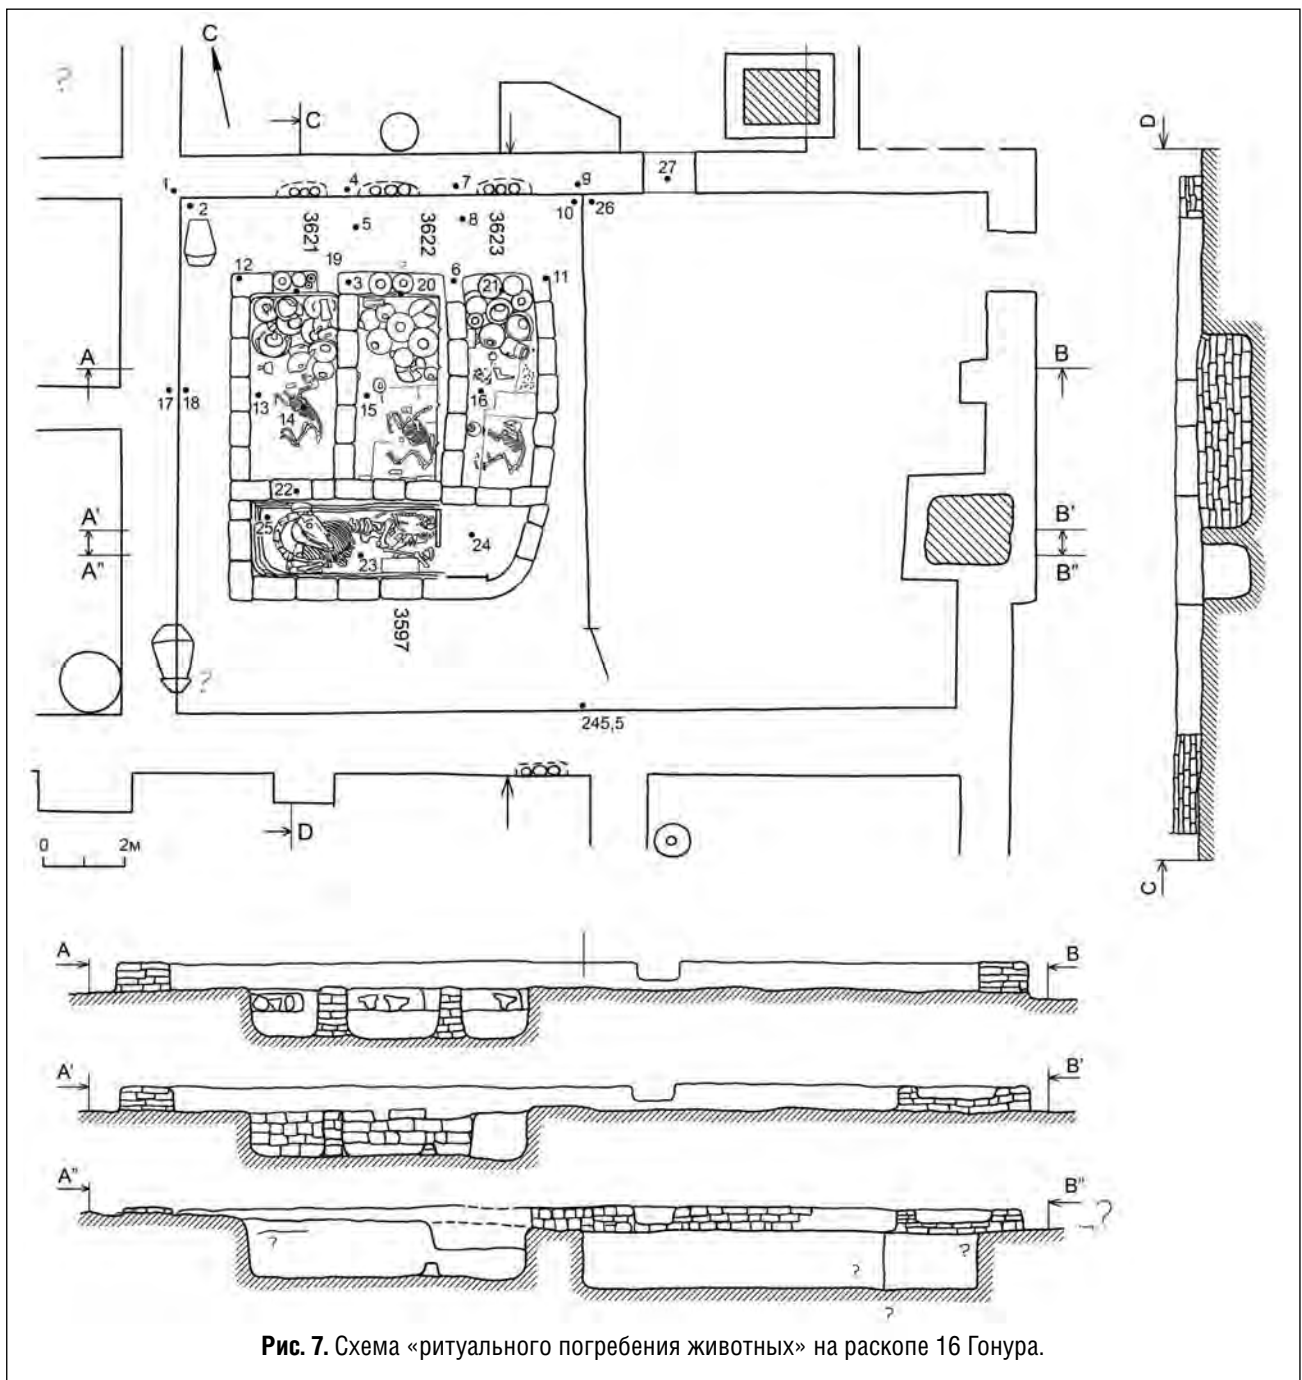 ?
С
C
D
1
4
7
9
27
2
3621
5
3622
8
3623
10
26
12
19
3
20
6
21
11
A
B
17
18
13
14
15
16
22
A'
25
24
B'
A"
23
B"
3597
?
245,5
D
0 2м
C
A
B
A'
B'
A"
B"
?
?
?
?
?
Рис. 7. Схема «ритуального погребения животных» на раскопе 16 Гонура.